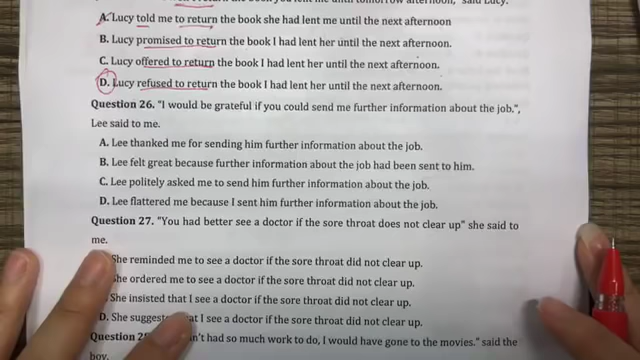 until tomorrow afternoon," said Lucy.
A. Lucy told me to return the book she had lent me until the next afternoon
B. Lucy promised to return the book I had lent her until the next afternoon.
C. Lucy offered to return the book I had lent her until the next afternoon.
D. Lucy refused to return the book I had lent her until the next afternoon.
Question 26. "I would be grateful if you could send me further information about the job.",
Lee said to me.
A. Lee thanked me for sending him further information about the job.
B. Lee felt great because further information about the job had been sent to him.
C. Lee politely asked me to send him further information about the job.
D. Lee flattered me because I sent him further information about the job.
Question 27. "You had better see a doctor if the sore throat does not clear up" she said to
me.
She reminded me to see a doctor if the sore throat did not clear up.
she ordered me to see a doctor if the sore throat did not clear up.
She insisted that I see a doctor if the sore throat did not clear up.
D. She suggest at I see a doctor if the sore throat did not clear up.
Question 't had so much work to do, I would have gone to the movies." said the
boy.